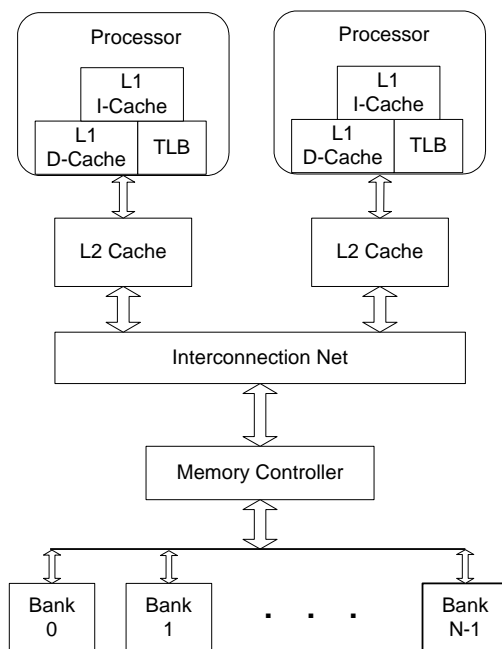 Processor
L1
I-Cache
L1
D-Cache
TLB
Processor
L1
I-Cache
L1
D-Cache
TLB
L2 Cache
L2 Cache
Interconnection Net
Memory Controller
Bank
0
Bank
1
. . .
Bank
N-1